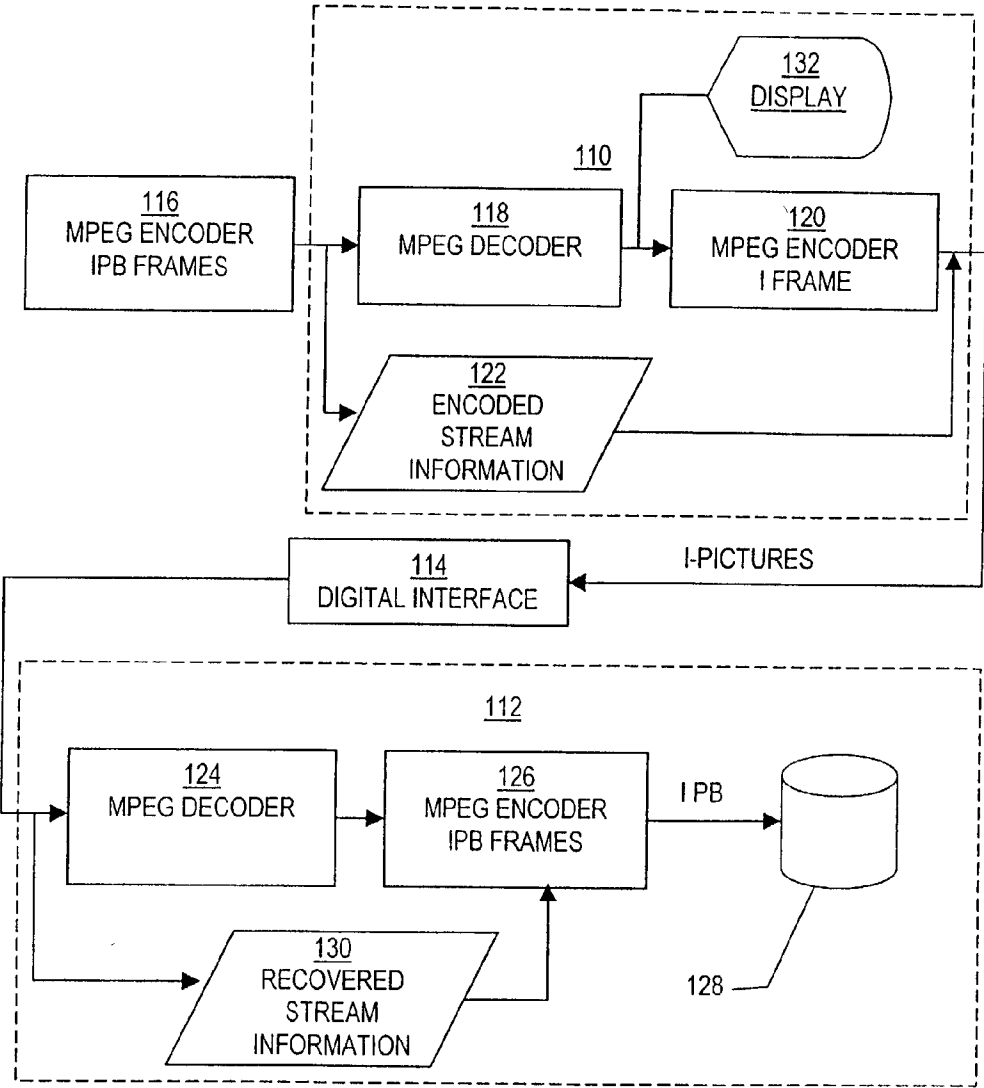 132
DISPLAY
110
116
MPEG ENCODER
IPB FRAMES
118
MPEG DECODER
120
MPEG ENCODER
I FRAME
122
ENCODED
STREAM
INFORMATION
114
DIGITAL INTERFACE
I-PICTURES
112
124
MPEG DECODER
126
MPEG ENCODER
IPB FRAMES
I PB
128
130
RECOVERED
STREAM
INFORMATION